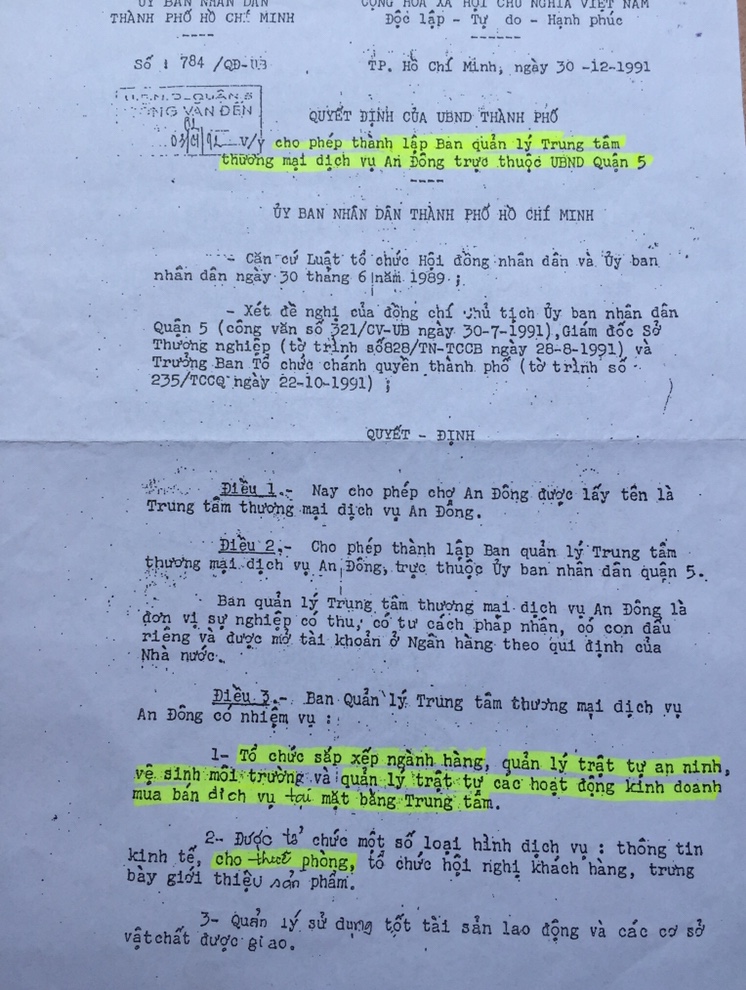 ỦY BAN NHÂN DÂN
THÀNH PHỐ HỒ CHÍ MINH
CỘNG HÒA XÃ HỘI CHỦ NGHĨA VIỆT NAM
Độc lập - Tự do - Hạnh phúc
Số : 784 /QĐ-UB
TP. Hồ Chí Minh, ngày 30 -12-1991
U.B.N.D QUẬN 5
CÔNG VĂN ĐẾN
QUYẾT ĐỊNH CỦA UBND THÀNH PHỐ
V/v cho phép thành lập Ban quản lý Trung tâm
thương mại dịch vụ An Đông trực thuộc UBND Quận 5
ỦY BAN NHÂN DÂN THÀNH PHỐ HỒ CHÍ MINH
- Căn cứ Luật tổ chức Hội đồng nhân dân và Ủy ban
nhân dân ngày 30 tháng 6 năm 1989 ;
- Xét đề nghị của đồng chí Chủ tịch Ủy ban nhân dân
Quận 5 (công văn số 321/CV-UB ngày 30-7-1991),Giám đốc Sở
Thương nghiệp (tờ trình số828/TN-TCCB ngày 28-8-1991) và
Trưởng Ban Tổ chức chánh quyền thành phố (tờ trình số
235/TCCQ ngày 22-10-1991) ;
QUYẾT - ĐỊNH
Điều 1.- Nay cho phép chợ An Đông được lấy tên là
Trung tâm thương mại dịch vụ An Đông.
Điều 2.- Cho phép thành lập Ban quản lý Trung tâm
thương mại dịch vụ An Đông, trực thuộc Ủy ban nhân dân quận 5.
Ban quản lý Trung tâm thương mại dịch vụ An Đông là
đơn vị sự nghiệp có thu, có tư cách pháp nhân, có con dấu
riêng và được mở tài khoản ở Ngân hàng theo qui định của
Nhà nước.
Điều 3.- Ban Quản lý Trung tâm thương mại dịch vụ
An Đông có nhiệm vụ :
1- Tổ chức sắp xếp ngành hàng, quản lý trật tự an ninh,
vệ sinh môi trường và quản lý trật tự các hoạt động kinh doanh
mua bán dịch vụ tại mặt bằng Trung tâm.
2- Được tổ chức một số loại hình dịch vụ : thông tin
kinh tế, cho thuê phòng, tổ chức hội nghị khách hàng, trưng
bày giới thiệu sản phẩm.
3- Quản lý sử dụng tốt tài sản lao động và các cơ sở
vật chất được giao.